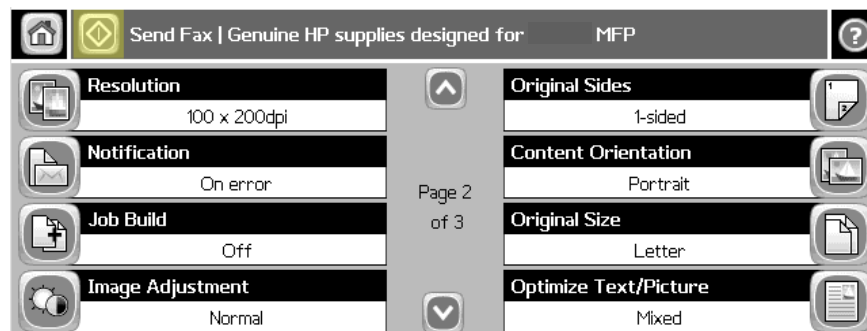 Send Fax | Genuine HP supplies designed for MFP
?
Resolution
100 x 200dpi
Notification
On error
Job Build
Off
Image Adjustment
Normal
Page 2
of 3
Original Sides
1-sided
1
2
Content Orientation
Portrait
Original Size
Letter
Optimize Text/Picture
Mixed